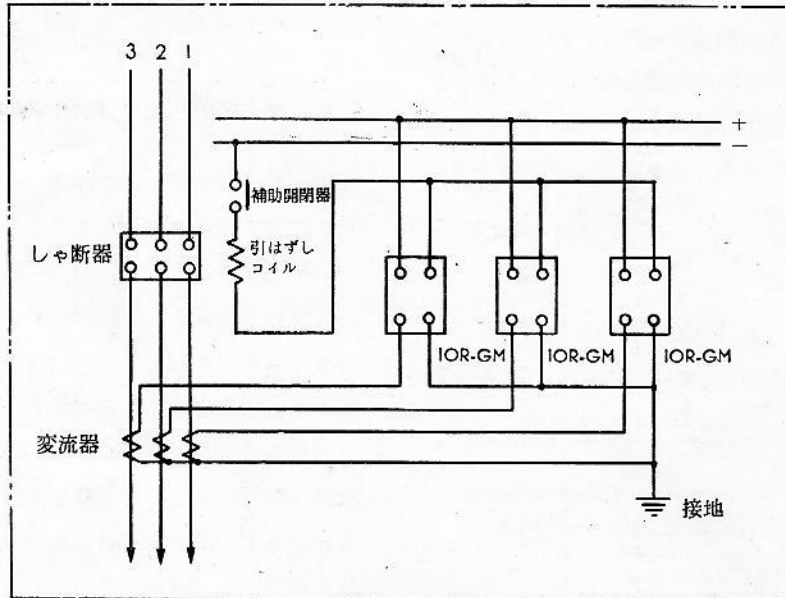 3 2 1
+
−
補助開閉器
しゃ断器
引はずし
コイル
IOR-GM IOR-GM IOR-GM
変流器
接地